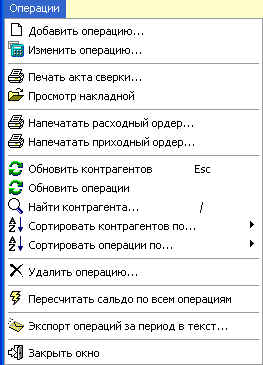 Операции
Добавить операцию...
Изменить операцию...
Печать акта сверки...
Просмотр накладной
Напечатать расходный ордер...
Напечатать приходный ордер...
Обновить контрагентов Esc
Обновить операции
Найти контрагента... /
Сортировать контрагентов по...
Сортировать операции по...
Удалить операцию...
Пересчитать сальдо по всем операциям
Экспорт операций за период в текст...
Закрыть окно